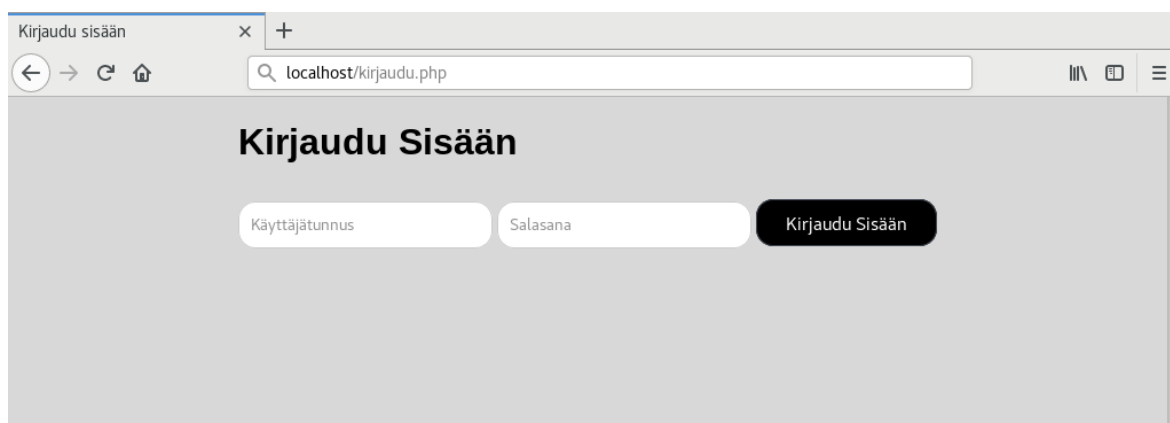 Kirjaudu sisään
localhost/kirjaudu.php
Kirjaudu Sisään
Käyttäjätunnus Salasana Kirjaudu Sisään